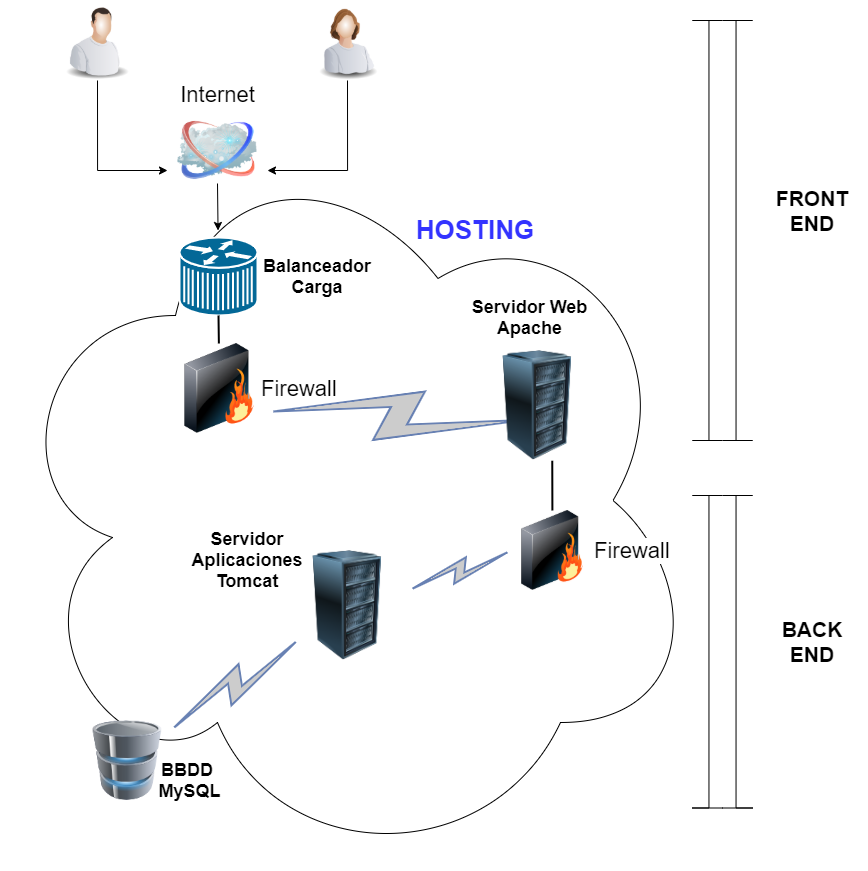 Internet
HOSTING
FRONT
END
Balanceador
Carga
Servidor Web
Apache
Firewall
Servidor
Aplicaciones
Tomcat
Firewall
BACK
END
BBDD
MySQL